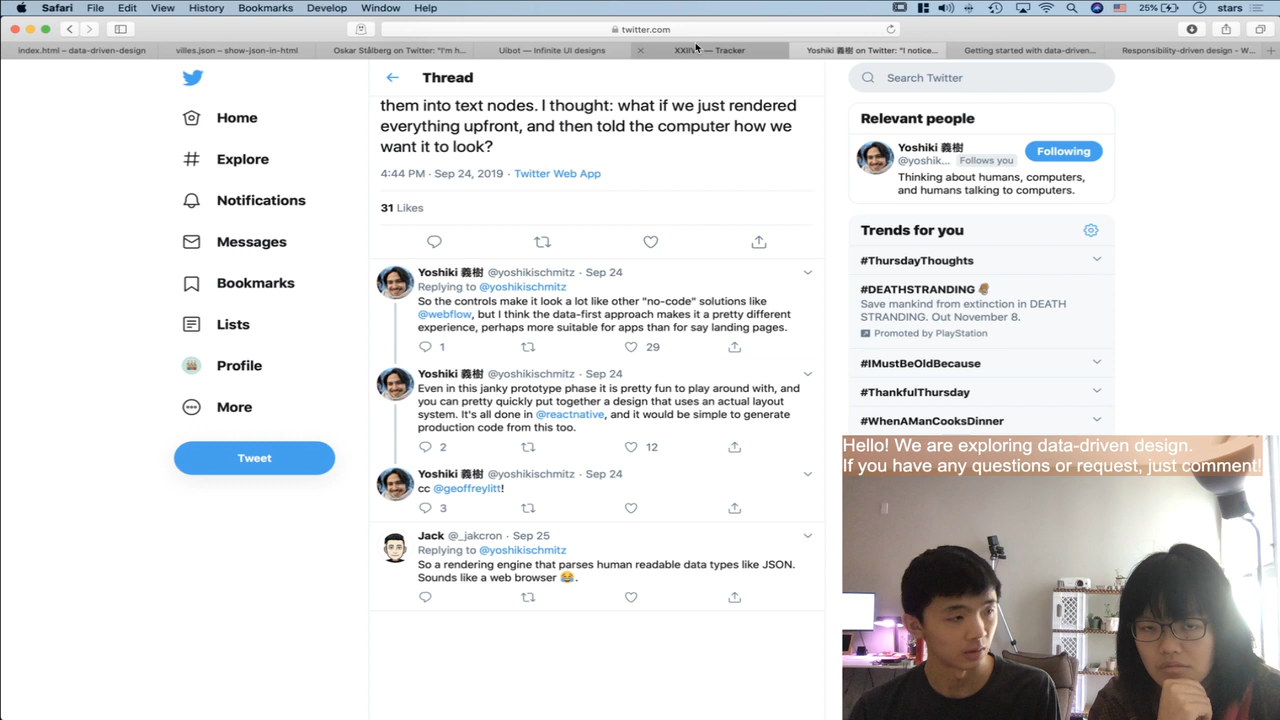 Safari File Edit View History Bookmarks Develop Window Help 25% stars
twitter.com
index.html – data-driven-design villes.json – show-json-in-html Oskar Stålberg on Twitter: "I'm h... Uibot — Infinite UI designs — Tracker Yoshiki 義樹 on Twitter: "I notice... Getting started with data-driven... Responsibility-driven design - W...
Home
Explore
Notifications
Messages
Bookmarks
Lists
Profile
More
Tweet
Thread
them into text nodes. I thought: what if we just rendered
everything upfront, and then told the computer how we
want it to look?
4:44 PM · Sep 24, 2019 · Twitter Web App
31 Likes
Yoshiki 義樹 @yoshikischmitz · Sep 24
Replying to @yoshikischmitz
So the controls make it look a lot like other "no-code" solutions like
@webflow, but I think the data-first approach makes it a pretty different
experience, perhaps more suitable for apps than for say landing pages.
1 29
Yoshiki 義樹 @yoshikischmitz · Sep 24
Even in this janky prototype phase it is pretty fun to play around with, and
you can pretty quickly put together a design that uses an actual layout
system. It's all done in @reactnative, and it would be simple to generate
production code from this too.
2 12
Yoshiki 義樹 @yoshikischmitz · Sep 24
cc @geoffreylitt!
3
Jack @_jakcron · Sep 25
Replying to @yoshikischmitz
So a rendering engine that parses human readable data types like JSON.
Sounds like a web browser 😂.
Search Twitter
Relevant people
Yoshiki 義樹
@yoshik... Follows you
Following
Thinking about humans, computers,
and humans talking to computers.
Trends for you
#ThursdayThoughts
#DEATHSTRANDING
Save mankind from extinction in DEATH
STRANDING. Out November 8.
Promoted by PlayStation
#IMustBeOldBecause
#ThankfulThursday
#WhenAManCooksDinner
Hello! We are exploring data-driven design.
If you have any questions or request, just comment!